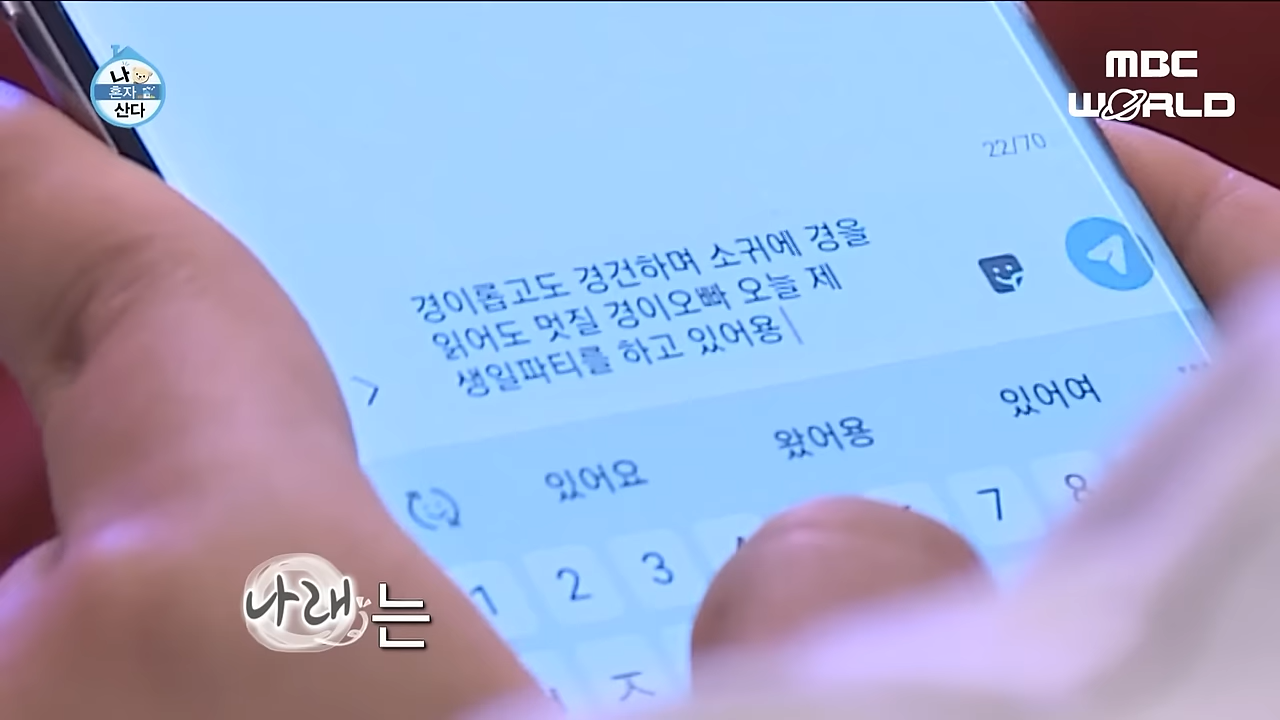 나
혼자
산다
MBC
WORLD
22/70
경이롭고도 경건하며 소귀에 경을
읽어도 멋질 경이오빠 오늘 제
생일파티를 하고 있어용
있어요
왔어용
있어여
7 8
1 2 3
ㅈ
나래는